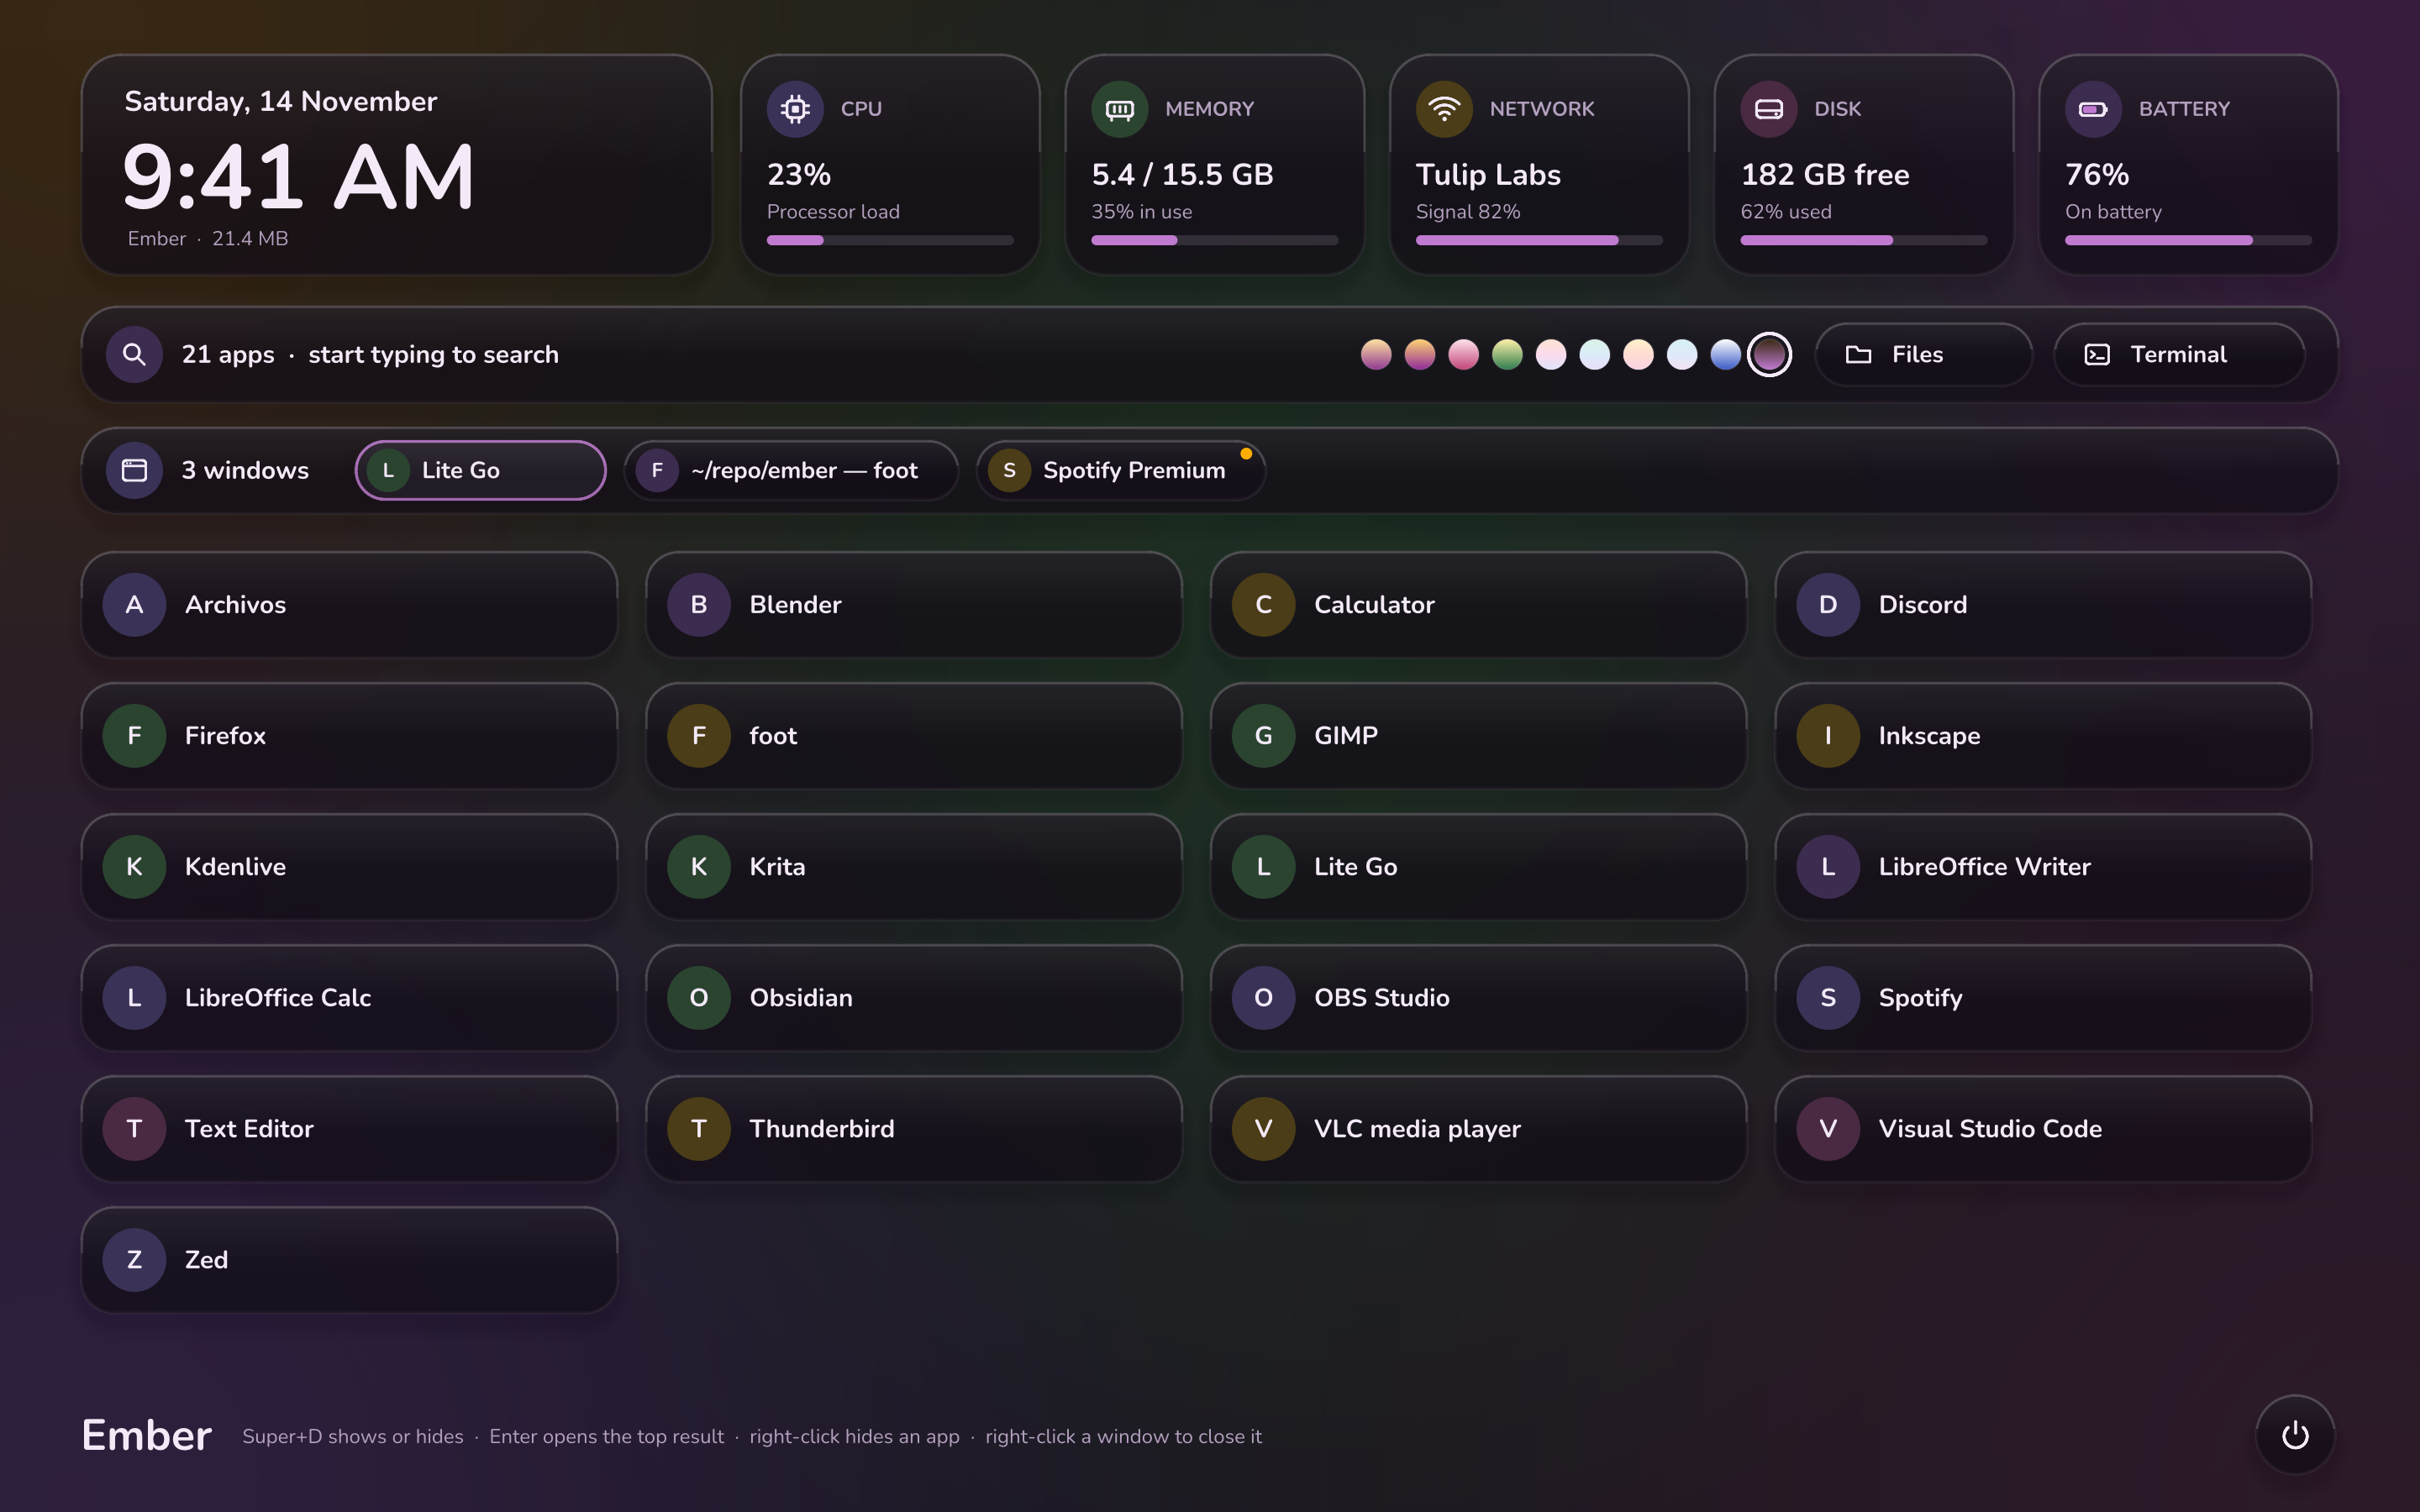 Saturday, 14 November
9:41 AM
Ember · 21.4 MB
CPU
23%
Processor load
MEMORY
5.4 / 15.5 GB
35% in use
NETWORK
Tulip Labs
Signal 82%
DISK
182 GB free
62% used
BATTERY
76%
On battery
21 apps · start typing to search
Files
Terminal
3 windows
L Lite Go
F ~/repo/ember — foot
S Spotify Premium
A Archivos
B Blender
C Calculator
D Discord
F Firefox
F foot
G GIMP
I Inkscape
K Kdenlive
K Krita
L Lite Go
L LibreOffice Writer
L LibreOffice Calc
O Obsidian
O OBS Studio
S Spotify
T Text Editor
T Thunderbird
V VLC media player
V Visual Studio Code
Z Zed
Ember
Super+D shows or hides · Enter opens the top result · right-click hides an app · right-click a window to close it